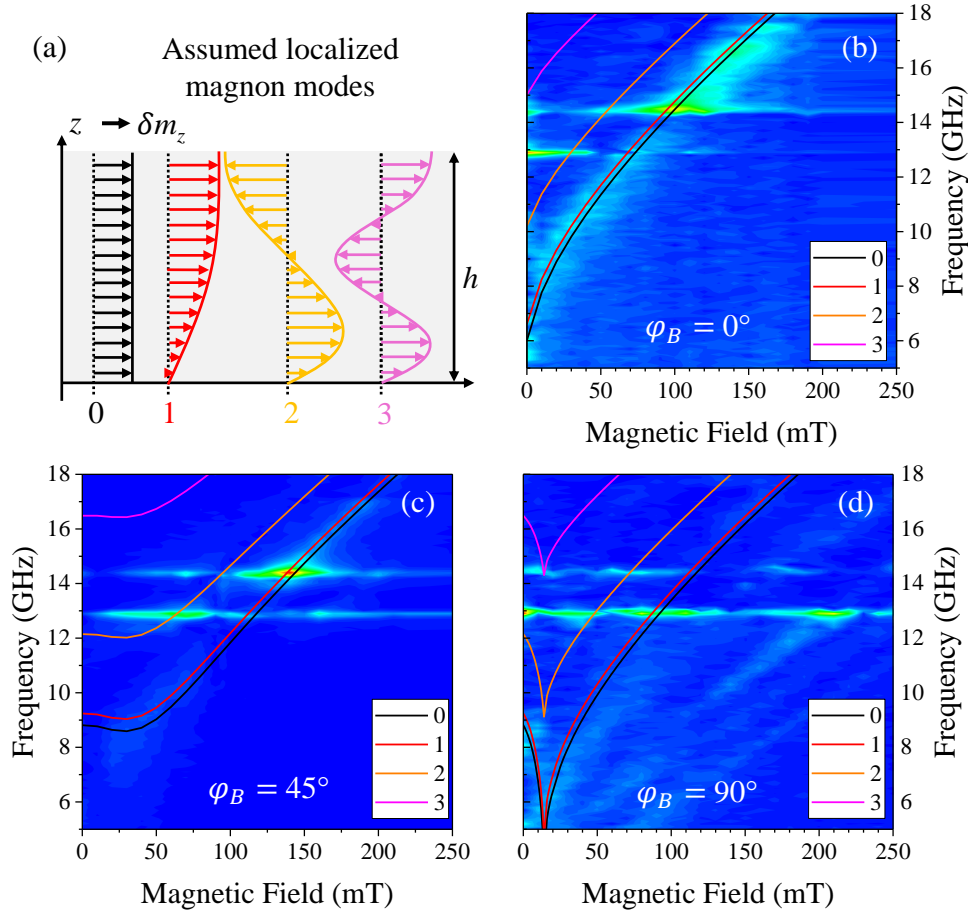 (a)
Assumed localized
magnon modes
z
δm_z
h
0
1
2
3
(b)
18
16
14
12
10
8
6
Frequency (GHz)
0
1
2
3
φ_B = 0°
0 50 100 150 200 250
Magnetic Field (mT)
(c)
18
16
14
12
10
8
6
Frequency (GHz)
0
1
2
3
φ_B = 45°
0 50 100 150 200 250
Magnetic Field (mT)
(d)
18
16
14
12
10
8
6
Frequency (GHz)
0
1
2
3
φ_B = 90°
0 50 100 150 200 250
Magnetic Field (mT)